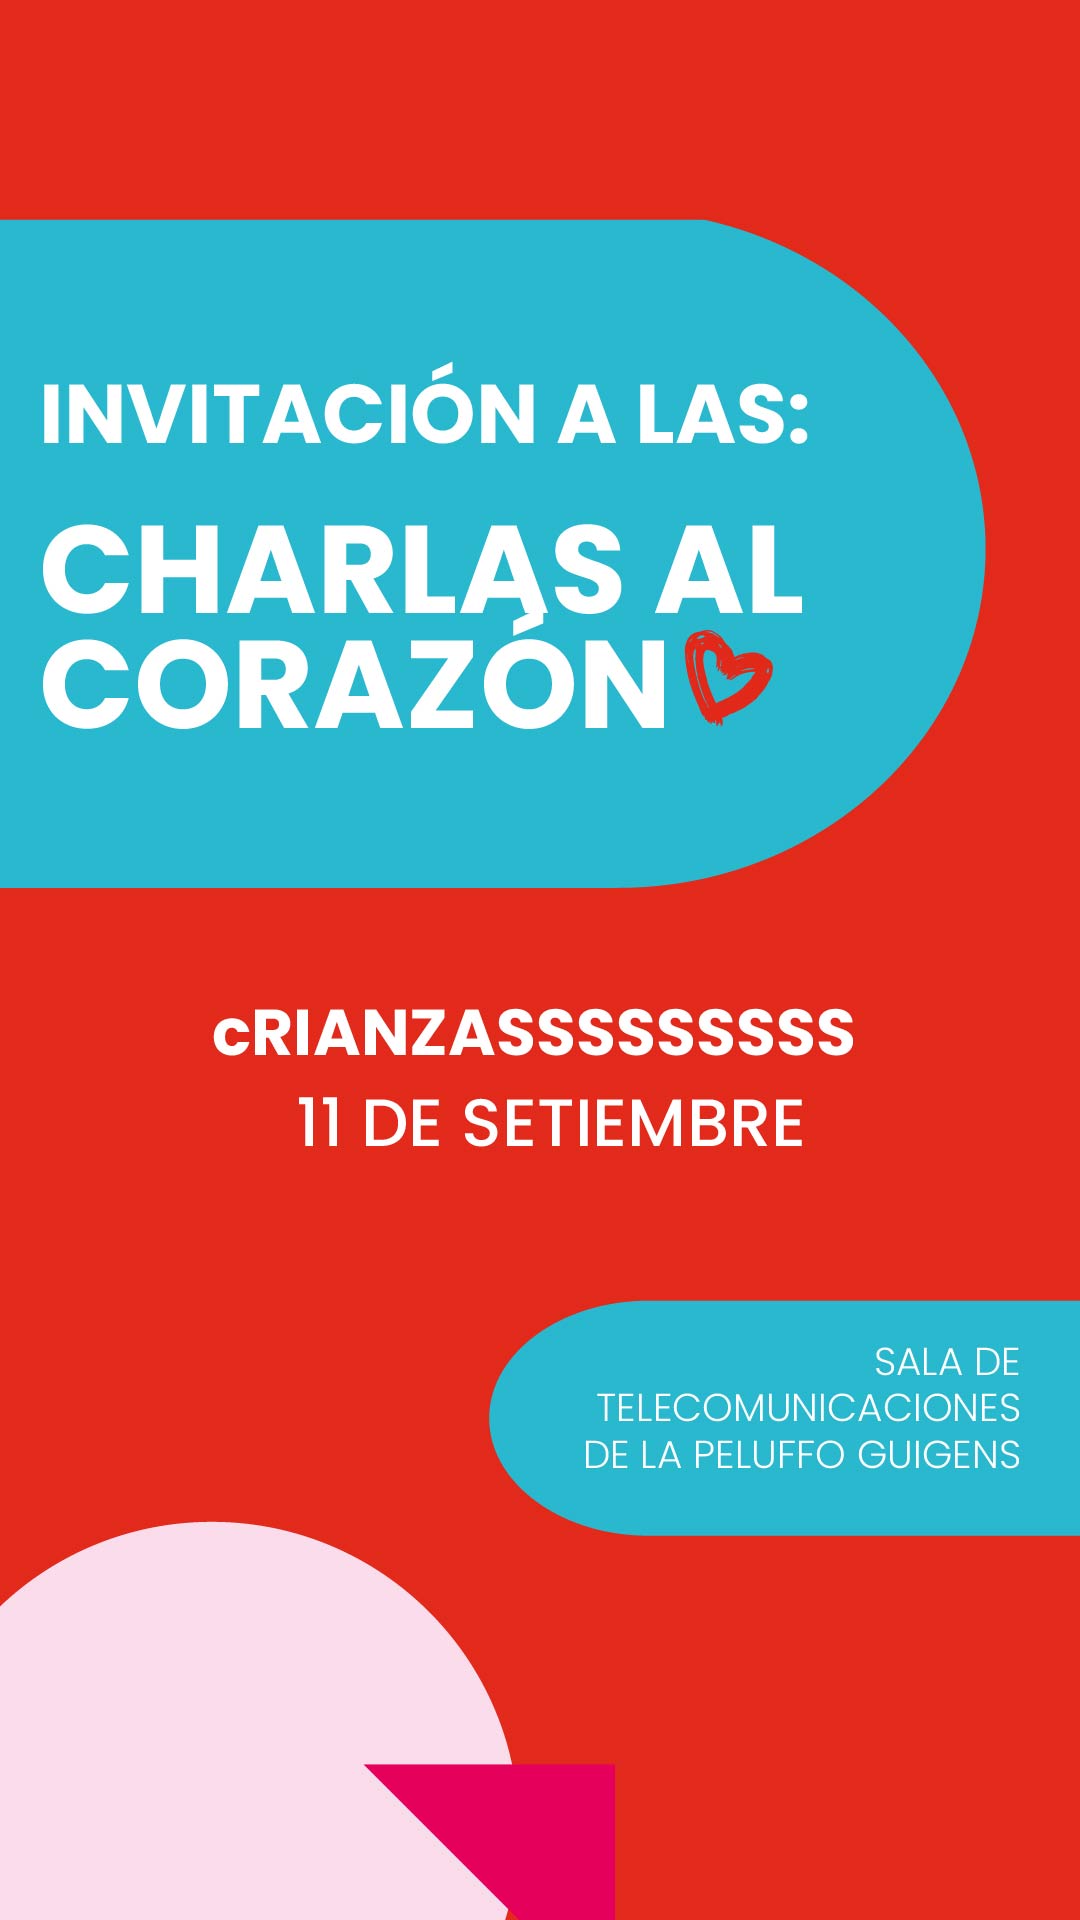 INVITACIÓN A LAS:
CHARLAS AL
CORAZÓN
cRIANZASSSSSSSSS
11 DE SETIEMBRE
SALA DE
TELECOMUNICACIONES
DE LA PELUFFO GUIGENS